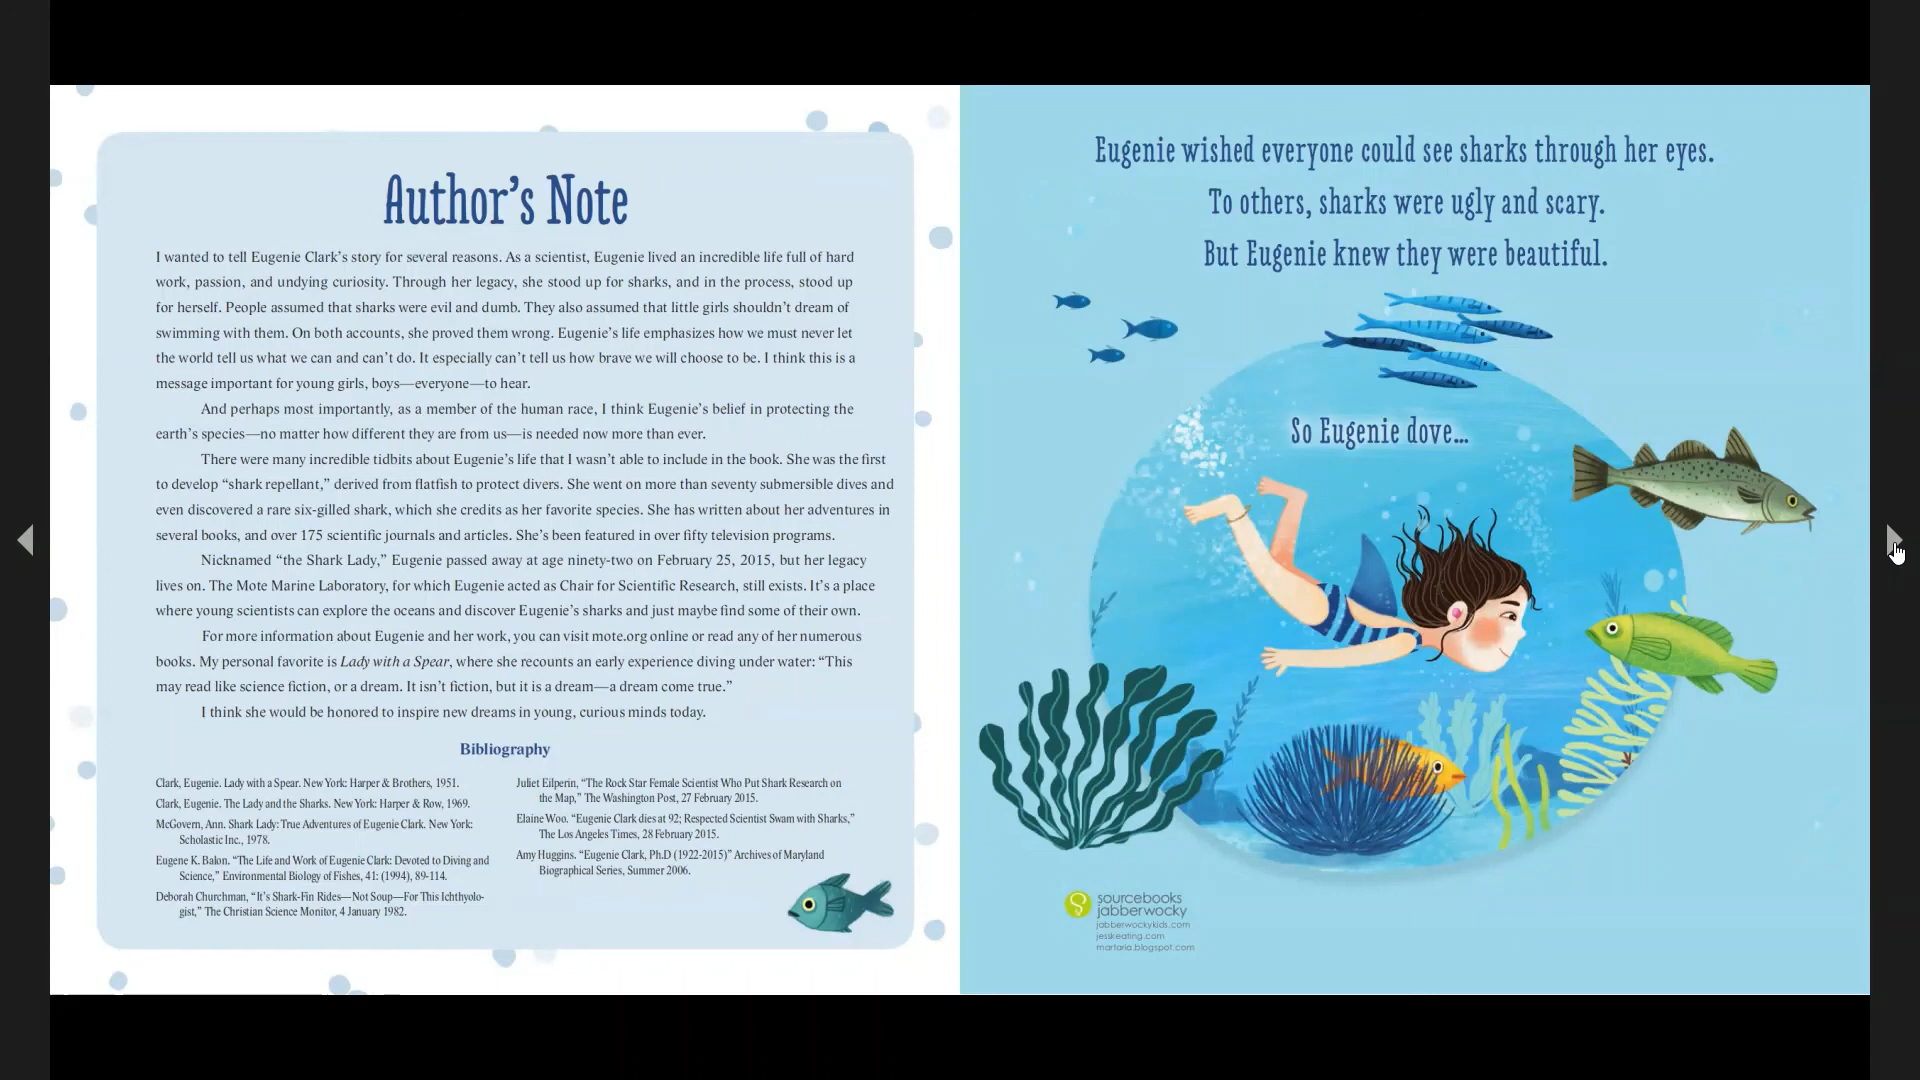 Author's Note
I wanted to tell Eugenie Clark's story for several reasons. As a scientist, Eugenie lived an incredible life full of hard
work, passion, and undying curiosity. Through her legacy, she stood up for sharks, and in the process, stood up
for herself. People assumed that sharks were evil and dumb. They also assumed that little girls shouldn't dream of
swimming with them. On both accounts, she proved them wrong. Eugenie's life emphasizes how we must never let
the world tell us what we can and can't do. It especially can't tell us how brave we will choose to be. I think this is a
message important for young girls, boys—everyone—to hear.
And perhaps most importantly, as a member of the human race, I think Eugenie's belief in protecting the
earth's species—no matter how different they are from us—is needed now more than ever.
There were many incredible tidbits about Eugenie's life that I wasn't able to include in the book. She was the first
to develop "shark repellant," derived from flatfish to protect divers. She went on more than seventy submersible dives and
even discovered a rare six-gilled shark, which she credits as her favorite species. She has written about her adventures in
several books, and over 175 scientific journals and articles. She's been featured in over fifty television programs.
Nicknamed "the Shark Lady," Eugenie passed away at age ninety-two on February 25, 2015, but her legacy
lives on. The Mote Marine Laboratory, for which Eugenie acted as Chair for Scientific Research, still exists. It's a place
where young scientists can explore the oceans and discover Eugenie's sharks and just maybe find some of their own.
For more information about Eugenie and her work, you can visit mote.org online or read any of her numerous
books. My personal favorite is Lady with a Spear, where she recounts an early experience diving under water: "This
may read like science fiction, or a dream. It isn't fiction, but it is a dream—a dream come true."
I think she would be honored to inspire new dreams in young, curious minds today.
Bibliography
Clark, Eugenie. Lady with a Spear. New York: Harper & Brothers, 1951.
Clark, Eugenie. The Lady and the Sharks. New York: Harper & Row, 1969.
McGovern, Ann. Shark Lady: True Adventures of Eugenie Clark. New York:
Scholastic Inc., 1978.
Eugene K. Balon. "The Life and Work of Eugenie Clark: Devoted to Diving and
Science," Environmental Biology of Fishes, 41: (1994), 89-114.
Deborah Churchman, "It's Shark-Fin Rides—Not Soup—For This Ichthyolo-
gist," The Christian Science Monitor, 4 January 1982.
Juliet Eilperin, "The Rock Star Female Scientist Who Put Shark Research on
the Map," The Washington Post, 27 February 2015.
Elaine Woo. "Eugenie Clark dies at 92; Respected Scientist Swam with Sharks,"
The Los Angeles Times, 28 February 2015.
Amy Huggins. "Eugenie Clark, Ph.D (1922-2015)" Archives of Maryland
Biographical Series, Summer 2006.
Eugenie wished everyone could see sharks through her eyes.
To others, sharks were ugly and scary.
But Eugenie knew they were beautiful.
So Eugenie dove...
sourcebooks
jabberwocky
jabberwockykids.com
jesskeating.com
martaria.blogspot.com